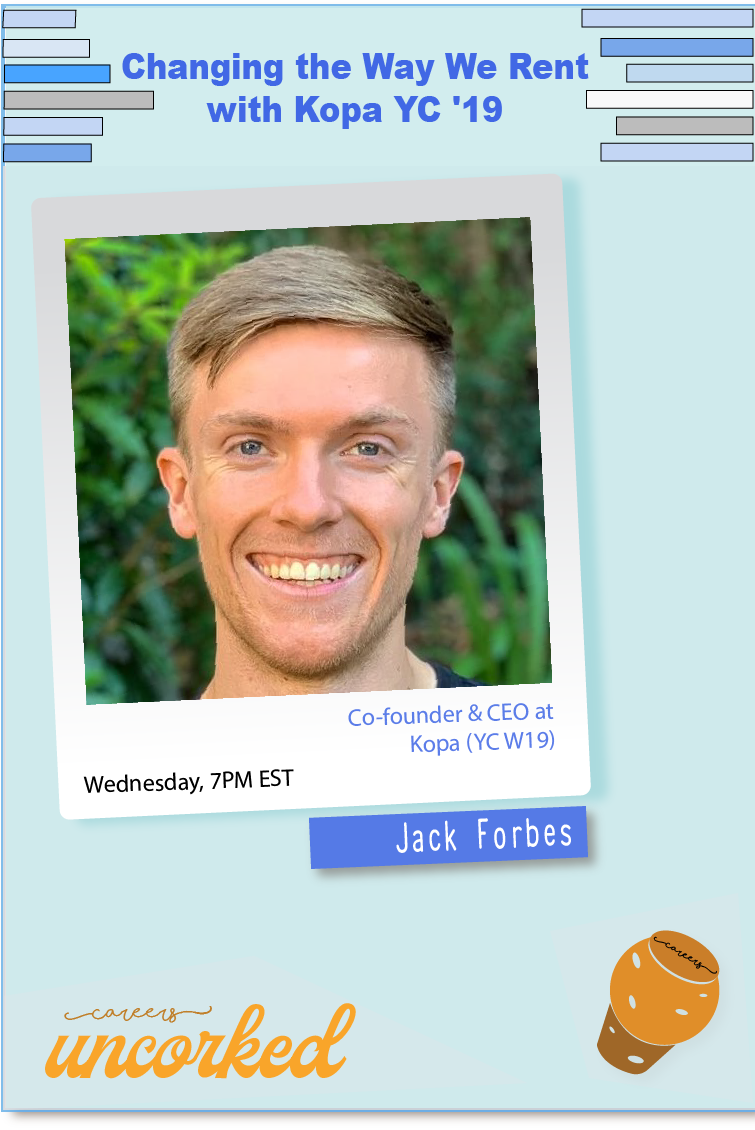 Changing the Way We Rent
with Kopa YC '19
Co-founder & CEO at
Kopa (YC W19)
Wednesday, 7PM EST
Jack Forbes
careers
uncorked
careers